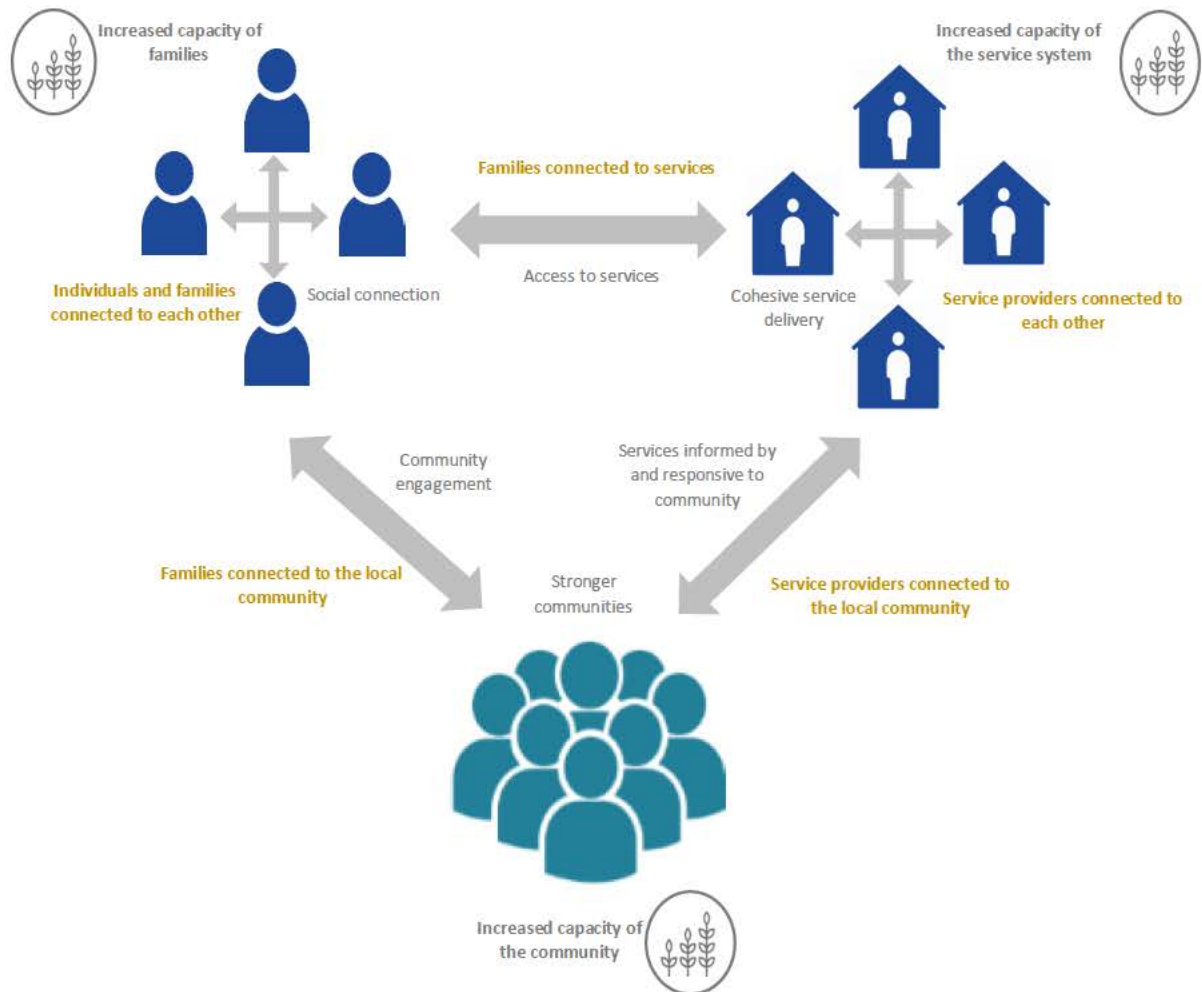 Increased capacity of
families
Increased capacity of
the service system
Families connected to services
Access to services
Individuals and families
connected to each other
Social connection
Cohesive service
delivery
Service providers connected to
each other
Community
engagement
Services informed by
and responsive to
community
Families connected to the local
community
Stronger
communities
Service providers connected to
the local community
Increased capacity of
the community